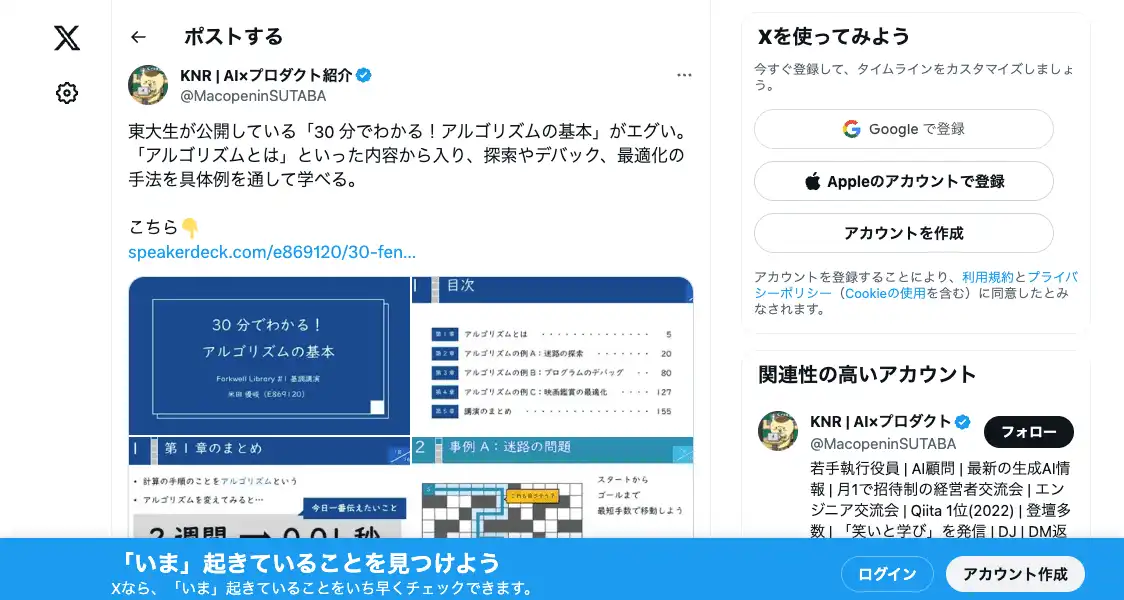 ポストする
KNR | AI×プロダクト紹介
@MacopeninSUTABA
東大生が公開している「30 分でわかる！アルゴリズムの基本」がエグい。
「アルゴリズムとは」といった内容から入り、探索やデバック、最適化の
手法を具体例を通して学べる。
こちら👇
speakerdeck.com/e869120/30-fen…
30 分でわかる！
アルゴリズムの基本
Forkwell Library #1 基調講演
米田 優峻（E869120）
目次
第1章 アルゴリズムとは 5
第2章 アルゴリズムの例 A：迷路の探索 20
第3章 アルゴリズムの例 B：プログラムのデバッグ 80
第4章 アルゴリズムの例 C：映画鑑賞の最適化 127
第5章 講演のまとめ 155
1 第 1 章のまとめ
• 計算の手順のことをアルゴリズムという
• アルゴリズムを変えてみると…
今日一番伝えたいこと
2 週間 → 0.01 秒
2 事例 A：迷路の問題
スタートから
ゴールまで
最短手数で移動しよう
Xを使ってみよう
今すぐ登録して、タイムラインをカスタマイズしましょ
う。
Google で登録
Appleのアカウントで登録
アカウントを作成
アカウントを登録することにより、利用規約とプライバ
シーポリシー（Cookieの使用を含む）に同意したとみ
なされます。
関連性の高いアカウント
KNR | AI×プロダクト
@MacopeninSUTABA
フォロー
若手執行役員 | AI顧問 | 最新の生成AI情
報 | 月1で招待制の経営者交流会 | エン
ジニア交流会 | Qiita 1位(2022) | 登壇多
数 | 「笑いと学び」を発信 | DJ | DM返
「いま」起きていることを見つけよう
Xなら、「いま」起きていることをいち早くチェックできます。
ログイン
アカウント作成